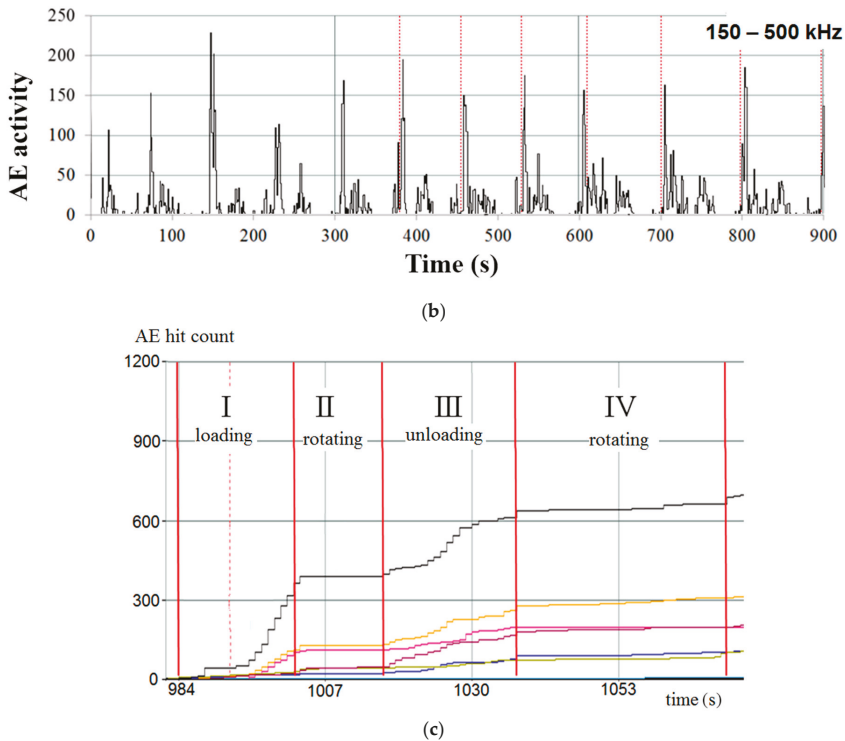 250
150 – 500 kHz
200
150
100
50
0
AE activity
0 100 200 300 400 500 600 700 800 900
Time (s)
(b)
AE hit count
1200
I II III IV
loading rotating unloading rotating
900
600
300
0
984 1007 1030 1053 time (s)
(c)